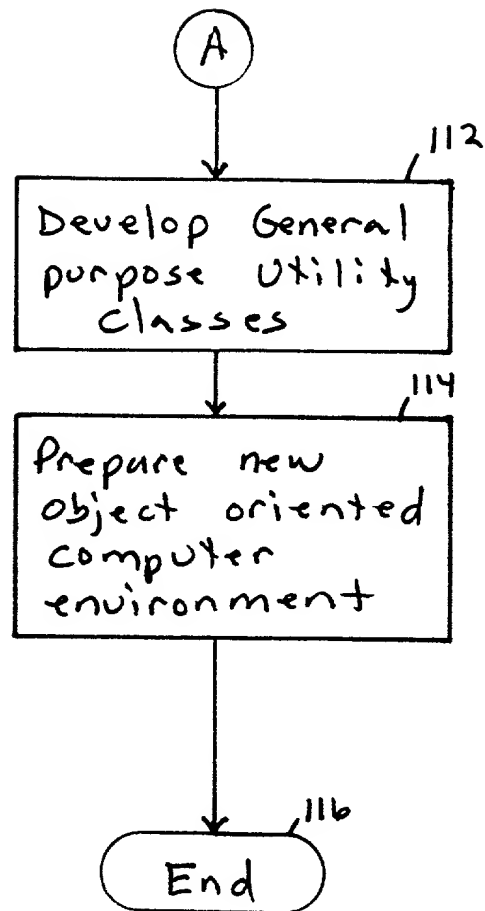 A
112
Develop General
purpose Utility
classes
114
Prepare new
object oriented
computer
environment
116
End